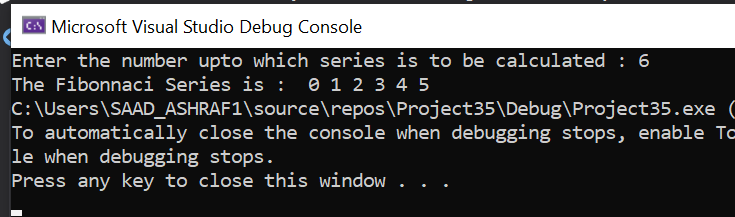 Microsoft Visual Studio Debug Console
Enter the number upto which series is to be calculated : 6
The Fibonnaci Series is :  0 1 2 3 4 5
C:\Users\SAAD_ASHRAF1\source\repos\Project35\Debug\Project35.exe (
To automatically close the console when debugging stops, enable To
le when debugging stops.
Press any key to close this window . . .